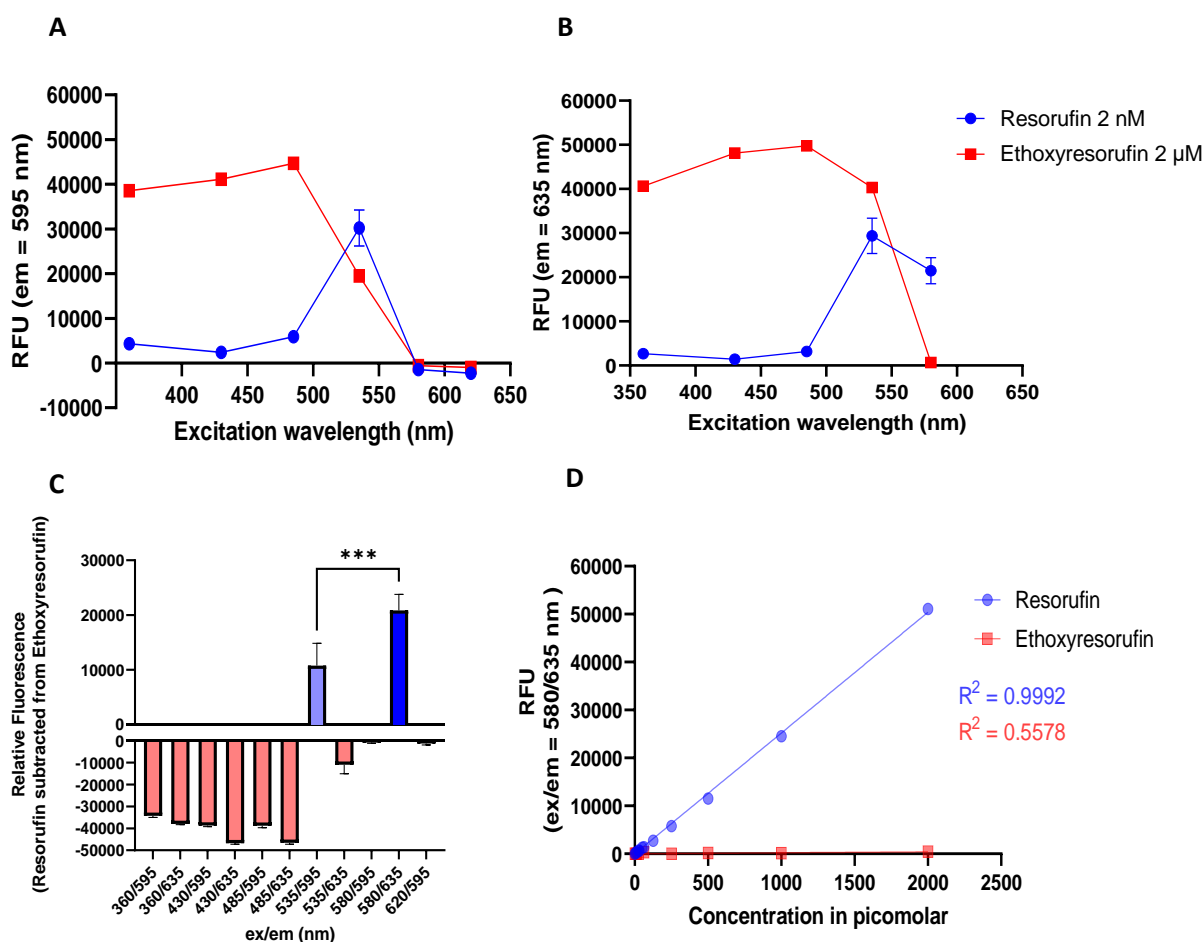 A
60000
50000
40000
30000
20000
10000
0
-10000
400 450 500 550 600 650
RFU (em = 595 nm)
Excitation wavelength (nm)
B
60000
50000
40000
30000
20000
10000
0
350 400 450 500 550 600 650
RFU (em = 635 nm)
Excitation wavelength (nm)
Resorufin 2 nM
Ethoxyresorufin 2 µM
C
Relative Fluorescence
(Resorufin subtracted from Ethoxyresorufin)
30000
20000
10000
0
0
-10000
-20000
-30000
-40000
-50000
***
360/595
360/635
430/595
430/635
485/595
485/635
535/595
535/635
580/595
580/635
620/595
ex/em (nm)
D
RFU
(ex/em = 580/635 nm )
60000
50000
40000
30000
20000
10000
0
0 500 1000 1500 2000 2500
Concentration in picomolar
Resorufin
Ethoxyresorufin
R² = 0.9992
R² = 0.5578